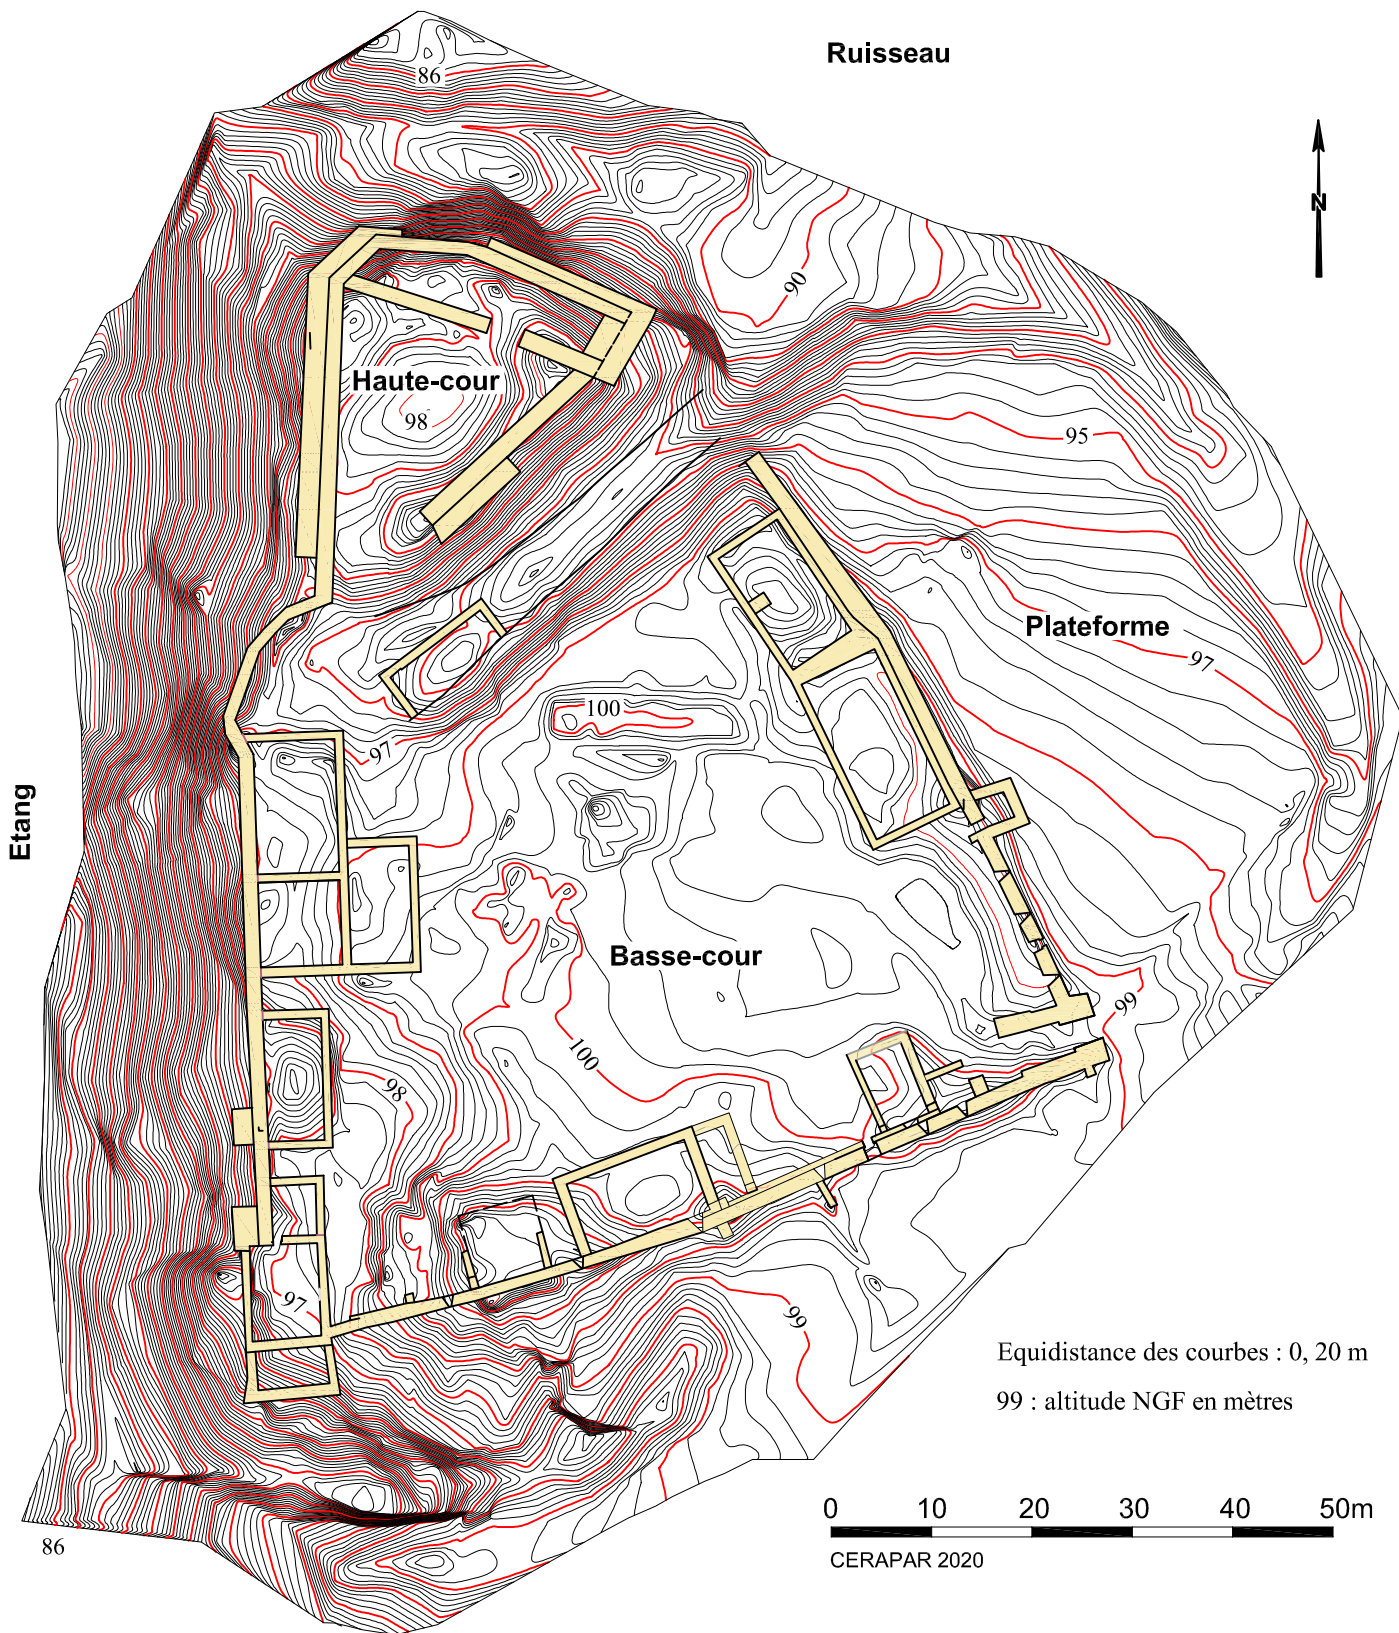 Ruisseau
86
N
90
Haute-cour
98
95
Plateforme
97
100
97
Etang
Basse-cour
99
100
98
97
99
Equidistance des courbes : 0, 20 m
99 : altitude NGF en mètres
0 10 20 30 40 50m
86
CERAPAR 2020